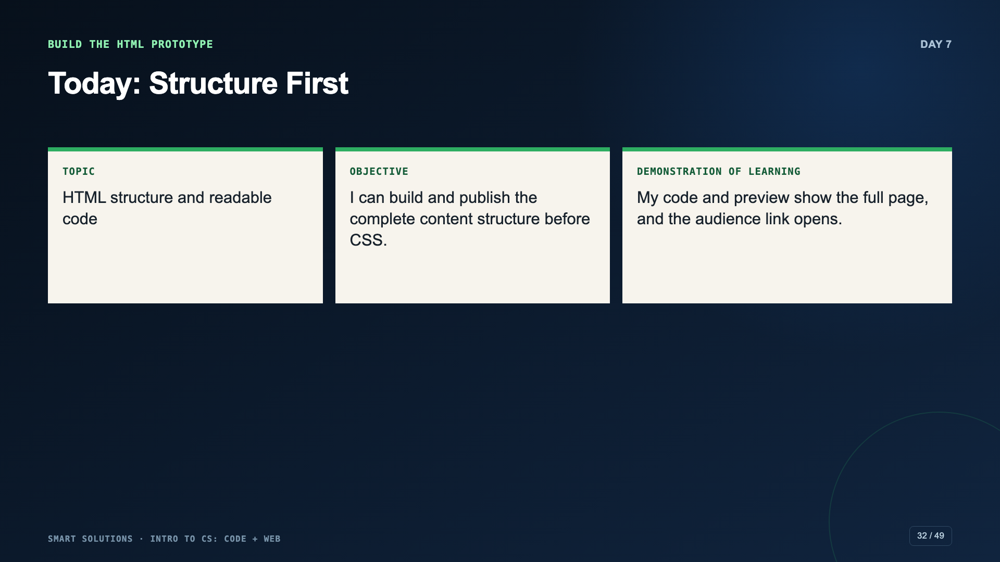 BUILD THE HTML PROTOTYPE
DAY 7
Today: Structure First
TOPIC
HTML structure and readable
code
OBJECTIVE
I can build and publish the
complete content structure before
CSS.
DEMONSTRATION OF LEARNING
My code and preview show the full page,
and the audience link opens.
SMART SOLUTIONS · INTRO TO CS: CODE + WEB
32 / 49